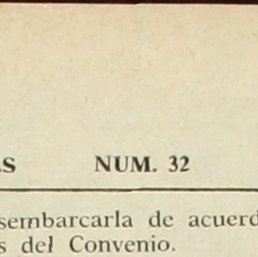 S NUM. 32
sembarcarla de acuerd
s del Convenio.